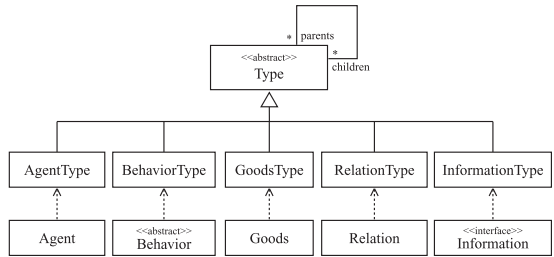 * parents
<<abstract>>
Type
*
children
AgentType BehaviorType GoodsType RelationType InformationType
Agent <<abstract>> Behavior Goods Relation <<interface>> Information